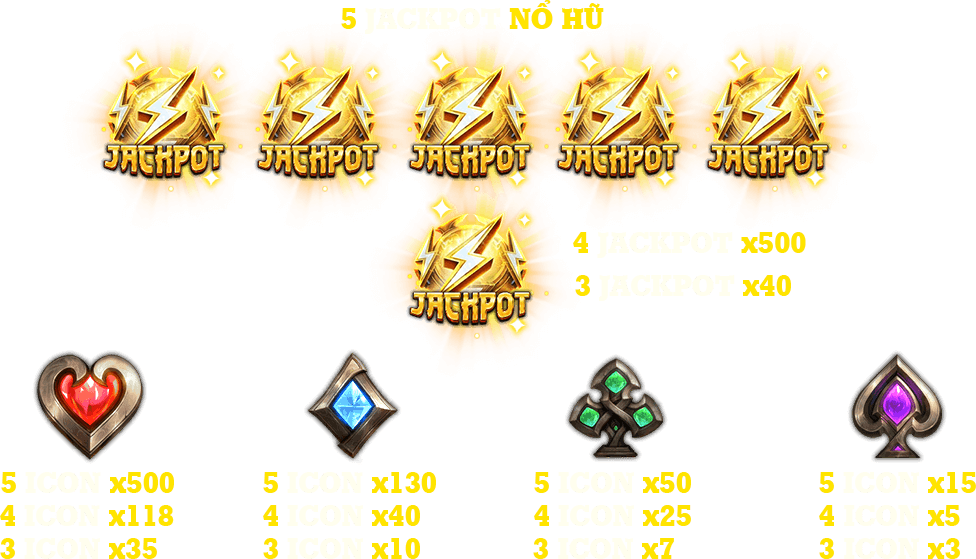 5 JACKPOT NỔ HŨ
JACKPOT JACKPOT JACKPOT JACKPOT JACKPOT
JACKPOT
4 JACKPOT x500
3 JACKPOT x40
5 ICON x500
4 ICON x118
3 ICON x35
5 ICON x130
4 ICON x40
3 ICON x10
5 ICON x50
4 ICON x25
3 ICON x7
5 ICON x15
4 ICON x5
3 ICON x3